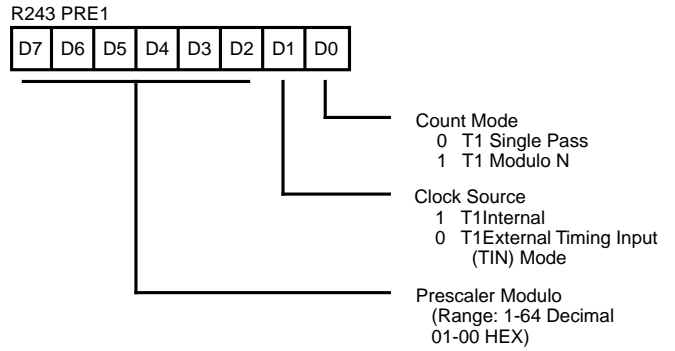 R243 PRE1
D7 D6 D5 D4 D3 D2 D1 D0
Count Mode
0 T1 Single Pass
1 T1 Modulo N
Clock Source
1 T1Internal
0 T1External Timing Input
(TIN) Mode
Prescaler Modulo
(Range: 1-64 Decimal
01-00 HEX)